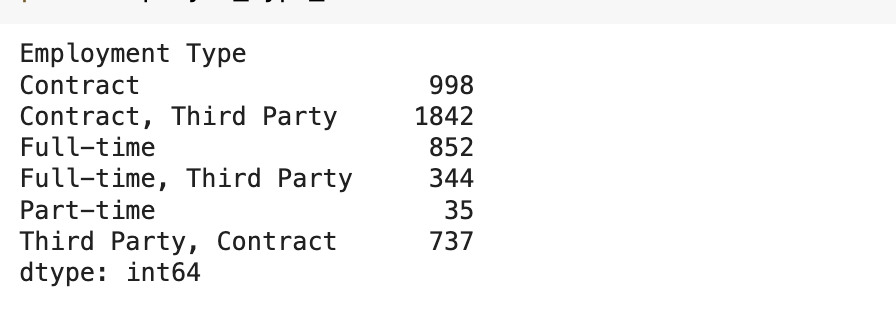 Employment Type
Contract 998
Contract, Third Party 1842
Full-time 852
Full-time, Third Party 344
Part-time 35
Third Party, Contract 737
dtype: int64